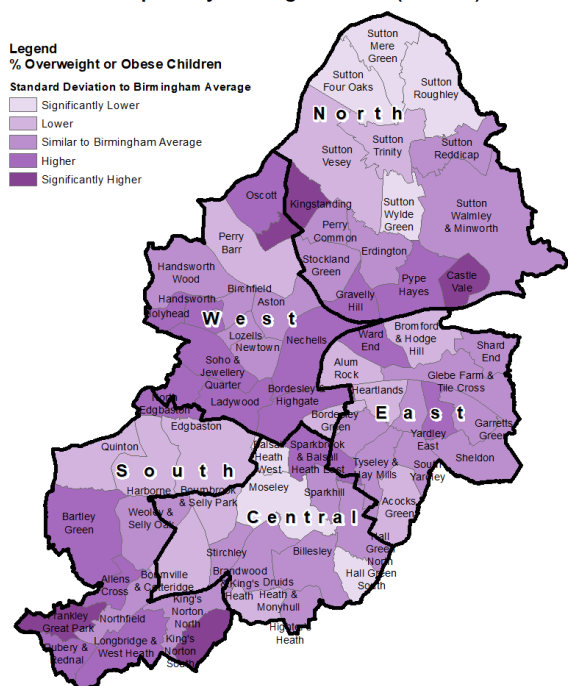 Legend
% Overweight or Obese Children
Standard Deviation to Birmingham Average
Significantly Lower
Lower
Similar to Birmingham Average
Higher
Significantly Higher
Sutton
Mere
Green
Sutton
Four Oaks
Sutton
Roughley
North
Sutton
Vesey
Sutton
Trinity
Sutton
Reddicap
Oscott
Kingstanding
Sutton
Wylde
Green
Sutton
Walmley
& Minworth
Perry
Barr
Perry
Common
Erdington
Stockland
Green
Handsworth
Wood
Pype
Hayes
Castle
Vale
Birchfield
Gravelly
Hill
Handsworth
Holyhead
Aston
West
Lozells
Newtown
Nechells
Ward
End
Bromford
& Hodge
Hill
Shard
End
Soho &
Jewellery
Quarter
Alum
Rock
Glebe Farm &
Tile Cross
North
Edgbaston
Ladywood
Bordesley &
Highgate
Heartlands
Bordesley
Green
East
Garretts
Green
Edgbaston
Quinton
Balsall
Heath
West
Sparkbrook
& Balsall
Heath East
Yardley
East
South
Tyseley &
Hay Mills
South
Yardley
Sheldon
Harborne
Bournbrook
& Selly Park
Moseley
Sparkhill
Acocks
Green
Bartley
Green
Weoley &
Selly Oak
Central
Stirchley
Billesley
Hall
Green
North
Hall Green
South
Allens
Cross
Bournville
& Cotteridge
Brandwood
& King's
Heath
Druids
Heath &
Monyhull
Highter's
Heath
Frankley
Great Park
Northfield
King's
Norton
North
Rubery &
Rednal
Longbridge &
West Heath
King's
Norton
South